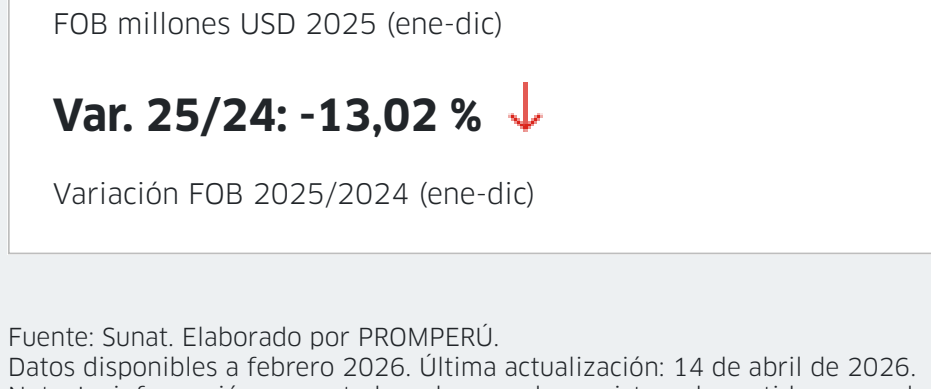 FOB millones USD 2025 (ene-dic)
Var. 25/24: -13,02 %
Variación FOB 2025/2024 (ene-dic)
Fuente: Sunat. Elaborado por PROMPERÚ.
Datos disponibles a febrero 2026. Última actualización: 14 de abril de 2026.